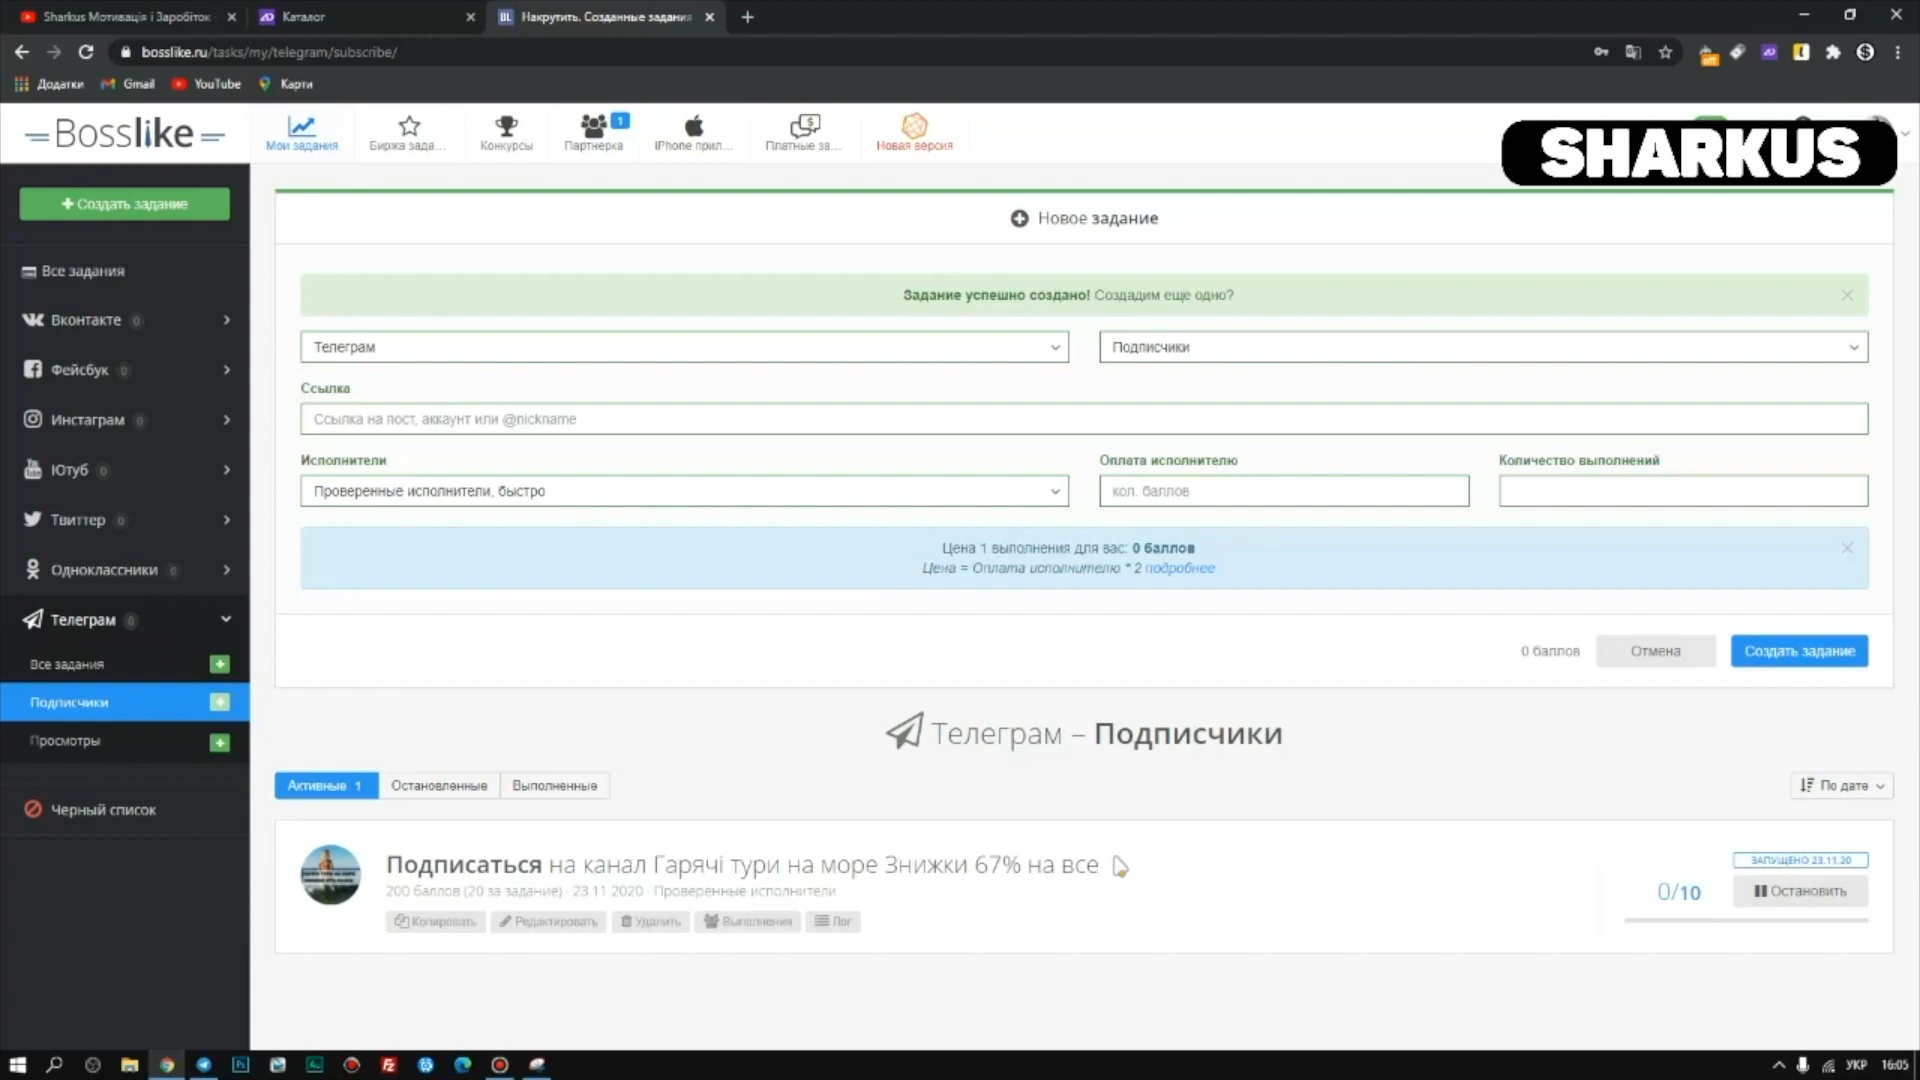 Sharkus Мотивація і Заробіток
Каталог
Накрутить. Созданные задания
bosslike.ru/tasks/my/telegram/subscribe/
Додатки
Gmail
YouTube
Карти
Bosslike
Мои задания
Биржа зада...
Конкурсы
Партнерка
1
iPhone прил...
Платные за...
Новая версия
SHARKUS
Создать задание
Все задания
Вконтакте 0
Фейсбук 0
Инстаграм 0
Ютуб 0
Твиттер 0
Одноклассники 0
Телеграм 0
Все задания
Подписчики
Просмотры
Черный список
Новое задание
Задание успешно создано! Создадим еще одно?
Телеграм
Подписчики
Ссылка
Ссылка на пост, аккаунт или @nickname
Исполнители
Оплата исполнителю
Количество выполнений
Проверенные исполнители, быстро
кол. баллов
Цена 1 выполнения для вас: 0 баллов
Цена = Оплата исполнителю * 2 подробнее
0 баллов
Отмена
Создать задание
Телеграм – Подписчики
Активные 1
Остановленные
Выполненные
По дате
Подписаться на канал Гарячі тури на море Знижки 67% на все
200 баллов (20 за задание) · 23 11 2020 · Проверенные исполнители
Копировать
Редактировать
Удалить
Выполнения
Лог
0/10
ЗАПУЩЕНО 23.11.20
Остановить
УКР
16:05